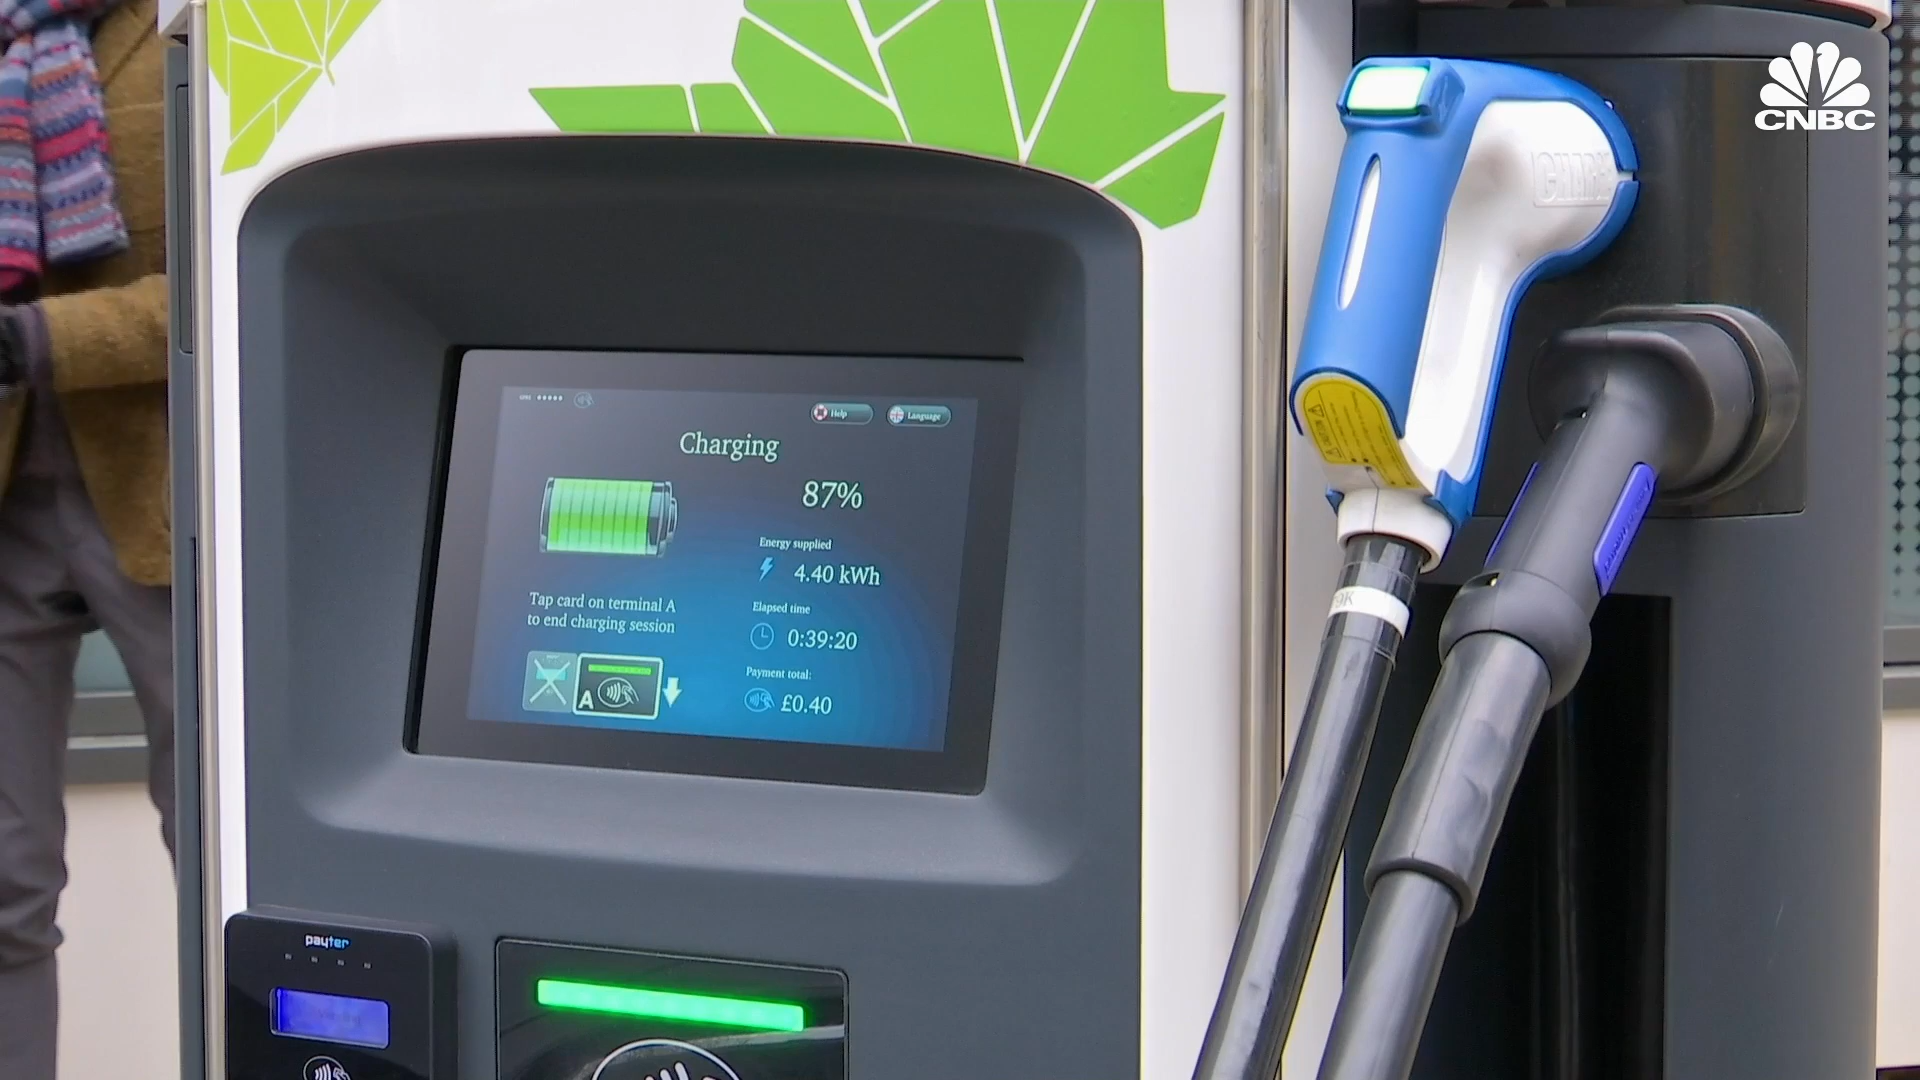 CNBC
CHARX
Help
Language
Charging
87%
Energy supplied
4.40 kWh
Tap card on terminal A
to end charging session
Elapsed time
0:39:20
A
Payment total:
£0.40
payter